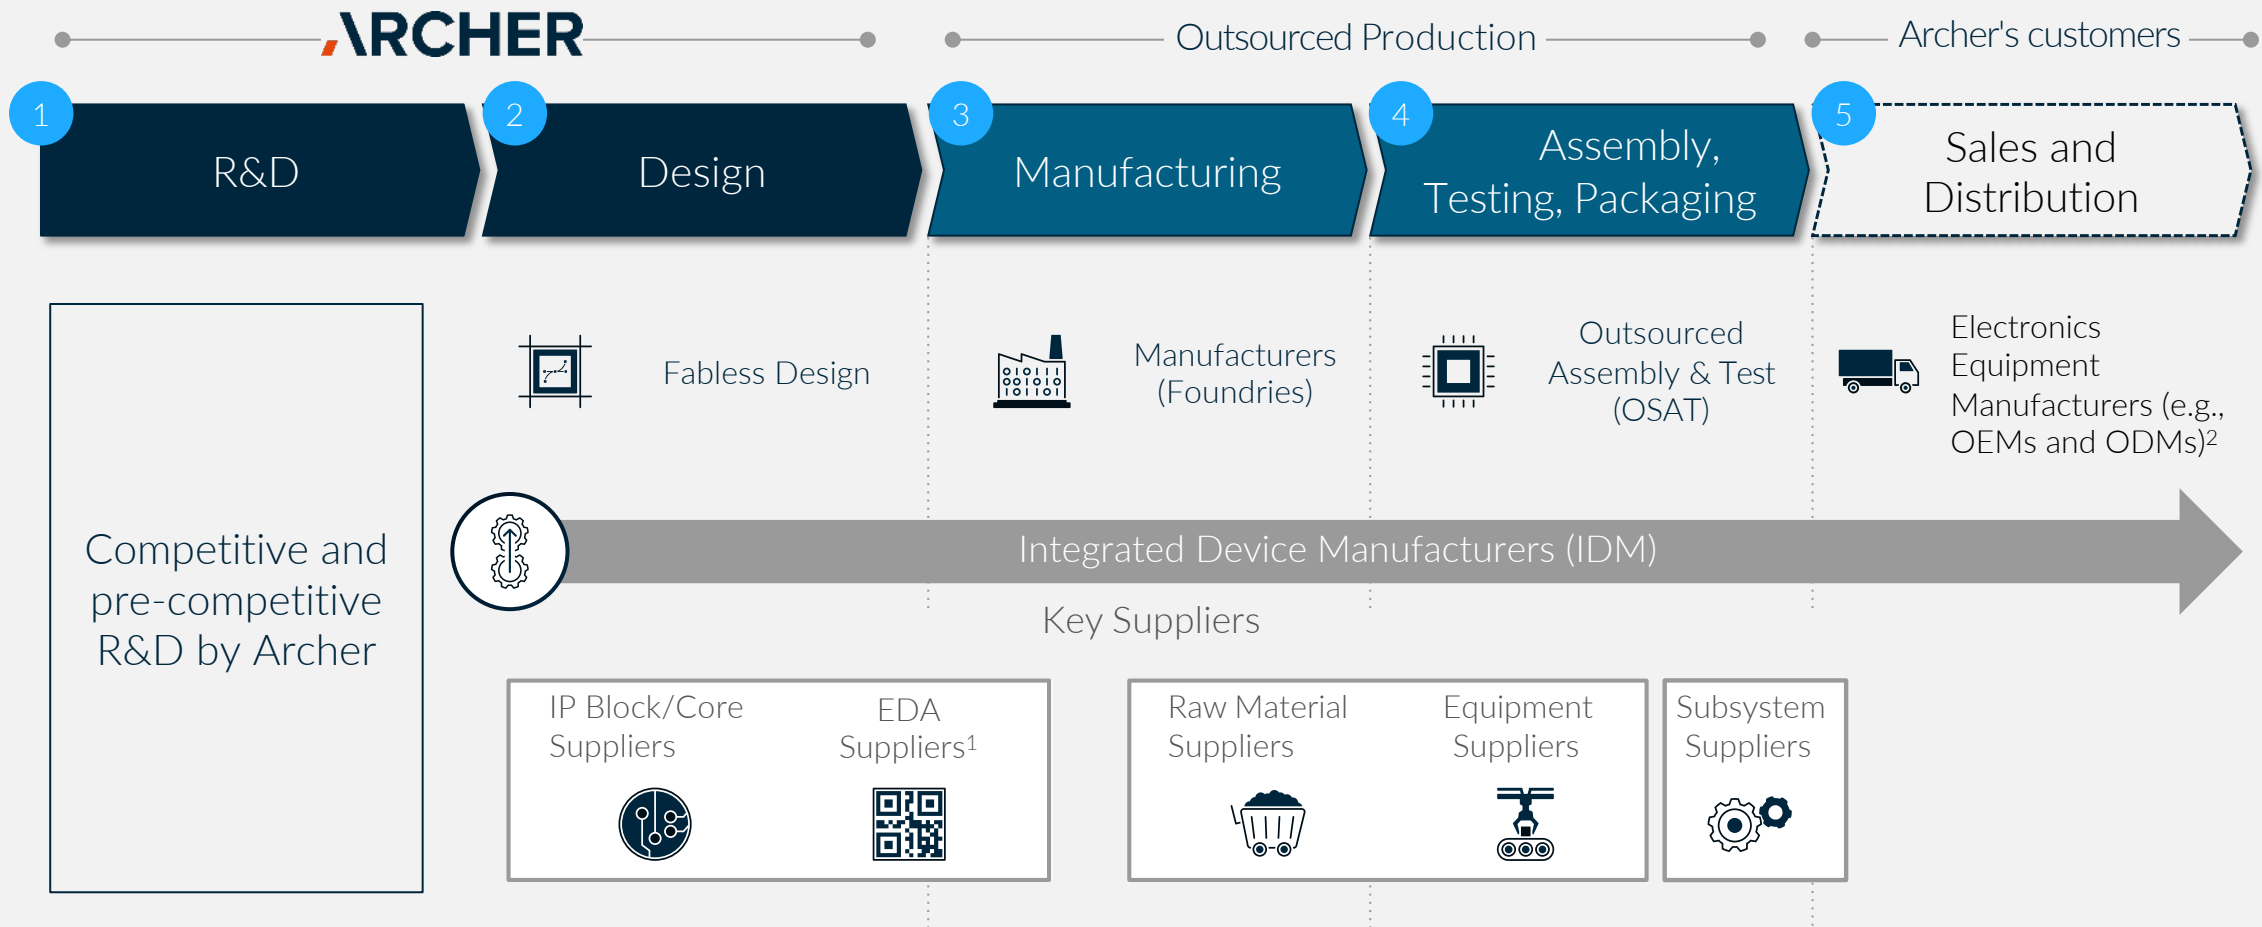 ARCHER
Outsourced Production
Archer's customers
1
2
3
4
5
R&D
Design
Manufacturing
Assembly,
Testing, Packaging
Sales and
Distribution
Fabless Design
Manufacturers
(Foundries)
Outsourced
Assembly & Test
(OSAT)
Electronics
Equipment
Manufacturers (e.g.,
OEMs and ODMs)²
Competitive and
pre-competitive
R&D by Archer
Integrated Device Manufacturers (IDM)
Key Suppliers
IP Block/Core
Suppliers
EDA
Suppliers¹
Raw Material
Suppliers
Equipment
Suppliers
Subsystem
Suppliers